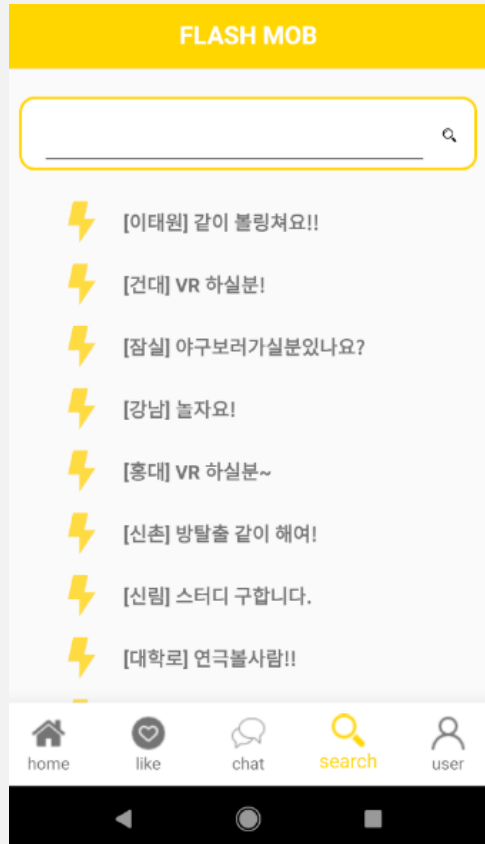 FLASH MOB
[이태원] 같이 볼링쳐요!!
[건대] VR 하실분!
[잠실] 야구보러가실분있나요?
[강남] 놀자요!
[홍대] VR 하실분~
[신촌] 방탈출 같이 해여!
[신림] 스터디 구합니다.
[대학로] 연극볼사람!!
home like chat search user